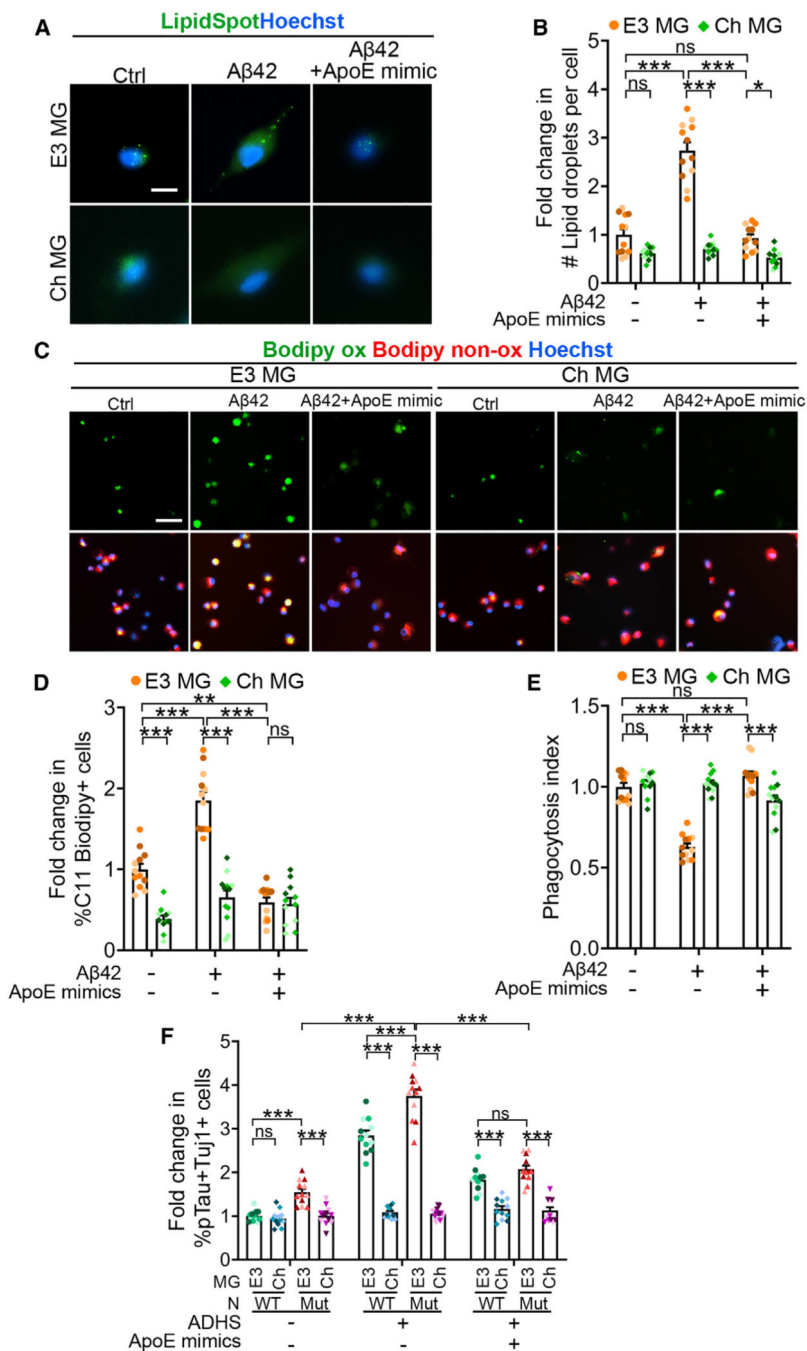 A
LipidSpotHoechst
Ctrl
Aβ42
Aβ42
+ApoE mimic
E3 MG
Ch MG
B
E3 MG
Ch MG
ns
***
***
ns
***
*
Fold change in
# Lipid droplets per cell
5
4
3
2
1
0
Aβ42
-
+
+
ApoE mimics
-
-
+
C
Bodipy ox Bodipy non-ox Hoechst
E3 MG
Ch MG
Ctrl
Aβ42
Aβ42+ApoE mimic
Ctrl
Aβ42
Aβ42+ApoE mimic
D
E3 MG
Ch MG
**
***
***
***
***
ns
Fold change in
%C11 Biodipy+ cells
3
2
1
0
Aβ42
-
+
+
ApoE mimics
-
-
+
E
E3 MG
Ch MG
ns
***
***
ns
***
***
Phagocytosis index
1.5
1.0
0.5
0.0
Aβ42
-
+
+
ApoE mimics
-
-
+
F
***
***
***
***
***
***
ns
***
ns
***
***
Fold change in
%pTau+Tuj1+ cells
5
4
3
2
1
0
MG
E3
Ch
E3
Ch
E3
Ch
E3
Ch
E3
Ch
E3
Ch
N
WT
Mut
WT
Mut
WT
Mut
ADHS
-
+
+
ApoE mimics
-
-
+